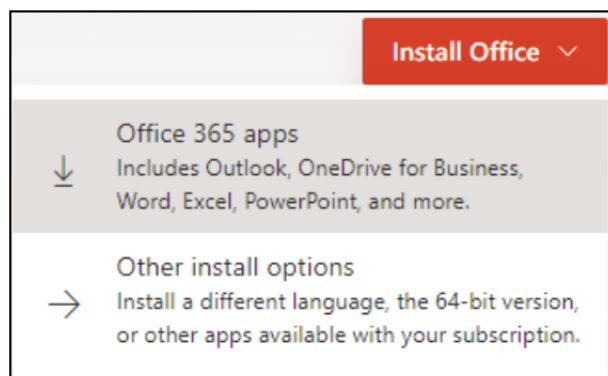 Install Office
Office 365 apps
Includes Outlook, OneDrive for Business,
Word, Excel, PowerPoint, and more.
Other install options
Install a different language, the 64-bit version,
or other apps available with your subscription.